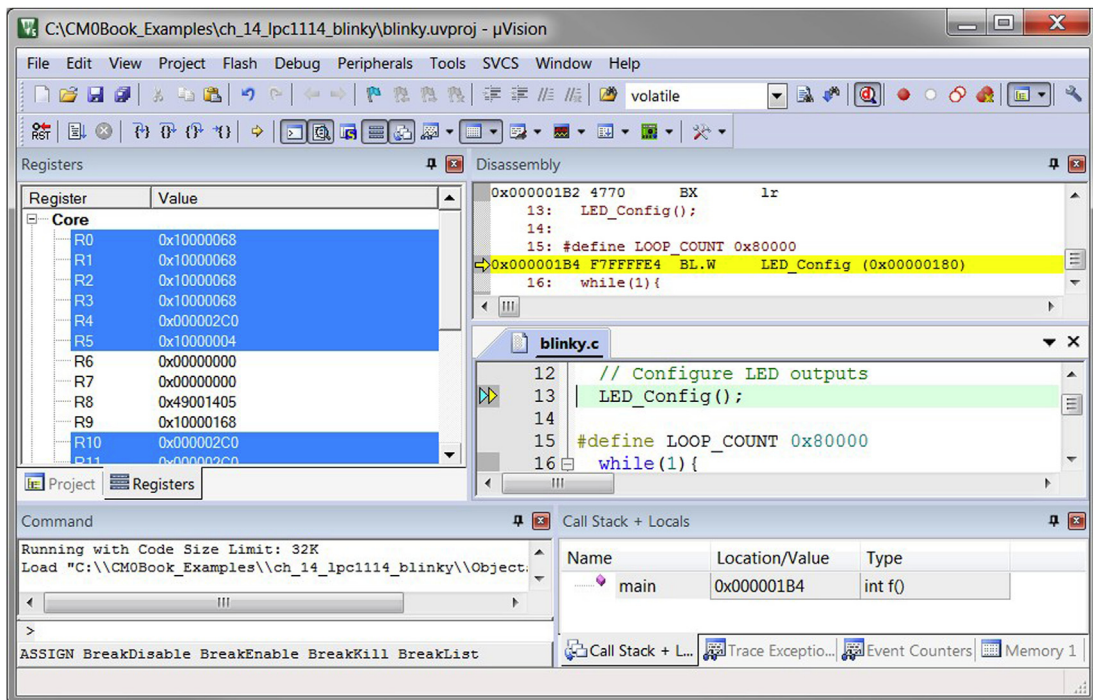 C:\CM0Book_Examples\ch_14_lpc1114_blinky\blinky.uvproj - µVision
File Edit View Project Flash Debug Peripherals Tools SVCS Window Help
volatile
RST
Registers
Register Value
Core
R0 0x10000068
R1 0x10000068
R2 0x10000068
R3 0x10000068
R4 0x000002C0
R5 0x10000004
R6 0x00000000
R7 0x00000000
R8 0x49001405
R9 0x10000168
R10 0x000002C0
R11 0x000002C0
Project Registers
Disassembly
0x000001B2 4770 BX lr
13: LED_Config();
14:
15: #define LOOP_COUNT 0x80000
0x000001B4 F7FFFFE4 BL.W LED_Config (0x00000180)
16: while(1){
blinky.c
12 // Configure LED outputs
13 LED_Config();
14
15 #define LOOP_COUNT 0x80000
16 while(1){
Command
Running with Code Size Limit: 32K
Load "C:\\CM0Book_Examples\\ch_14_lpc1114_blinky\\Object
>
ASSIGN BreakDisable BreakEnable BreakKill BreakList
Call Stack + Locals
Name Location/Value Type
main 0x000001B4 int f()
Call Stack + L... Trace Exceptio... Event Counters Memory 1